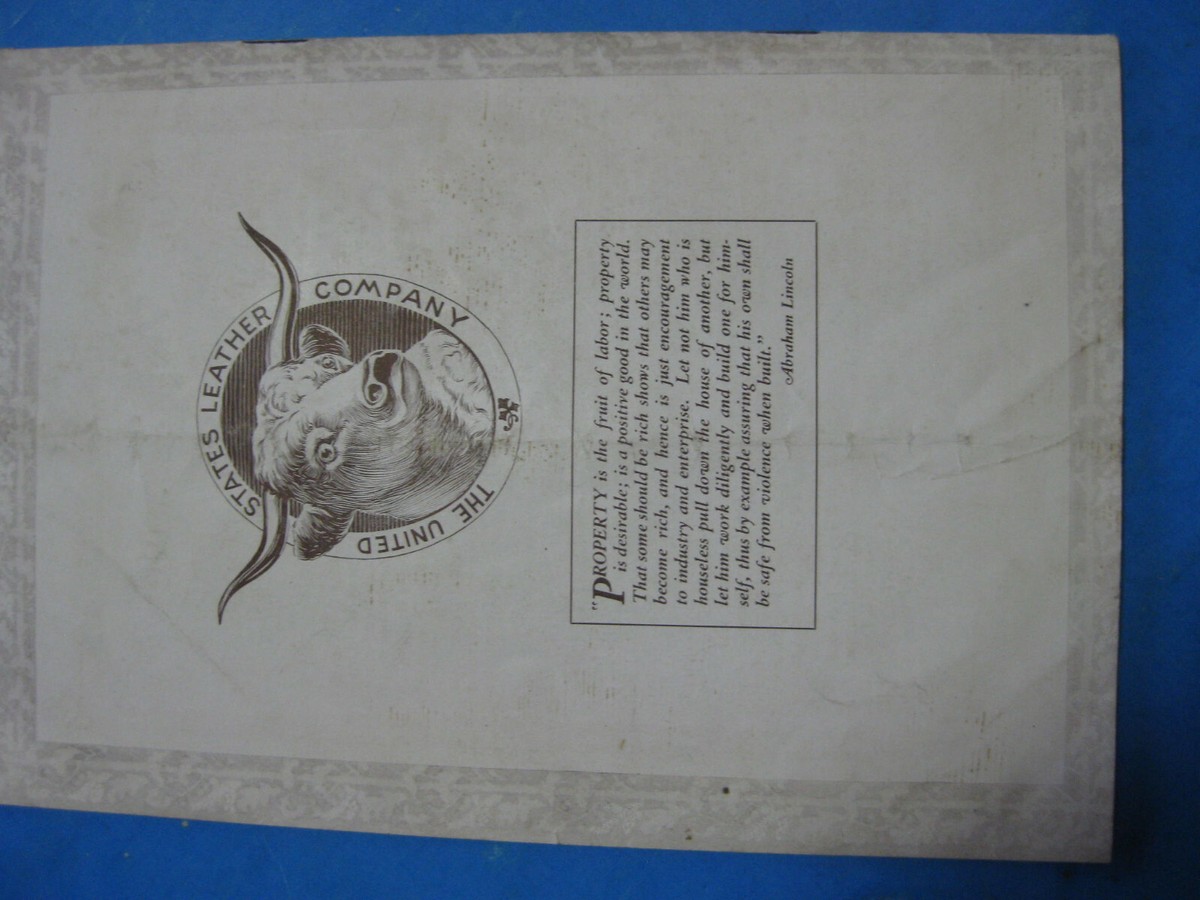 THE UNITED STATES LEATHER COMPANY
"PROPERTY is the fruit of labor; property
is desirable; is a positive good in the world.
That some should be rich shows that others may
become rich, and hence is just encouragement
to industry and enterprise. Let not him who is
houseless pull down the house of another, but
let him work diligently and build one for him-
self, thus by example assuring that his own shall
be safe from violence when built."
Abraham Lincoln